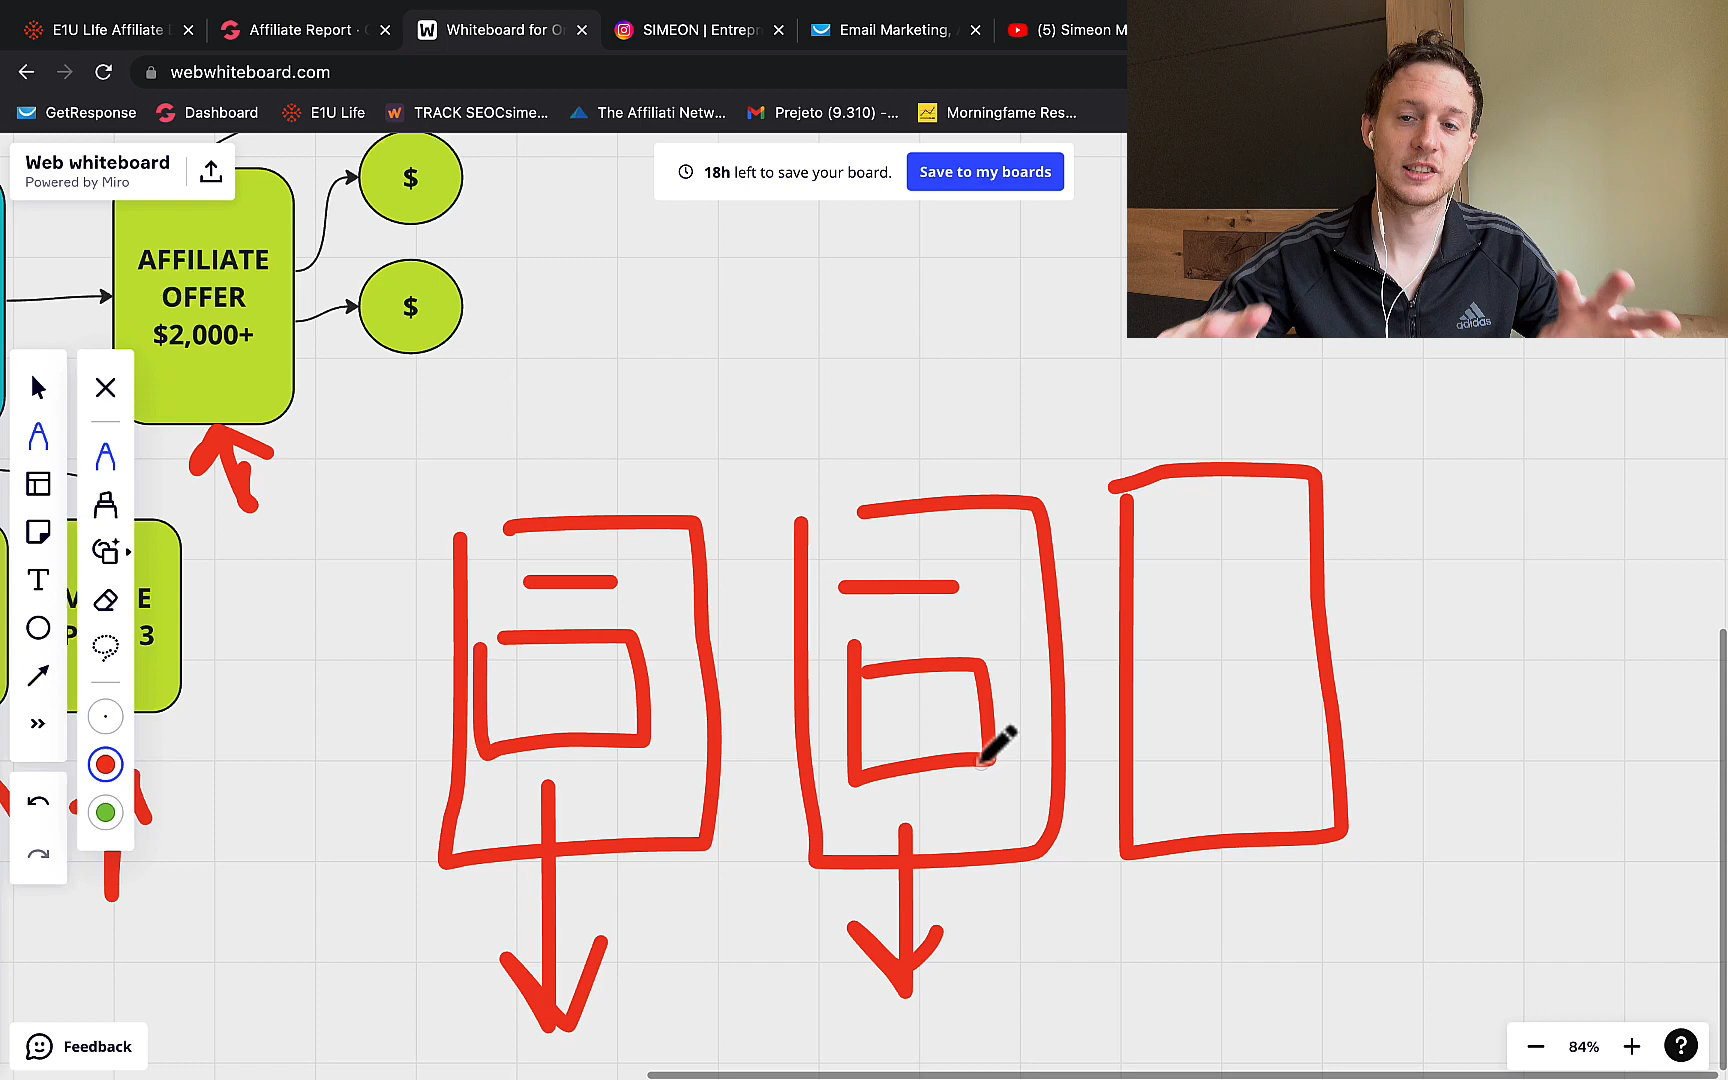 E1U LIfe Affiliate
Affiliate Report ·
Whiteboard for
SIMEON | Entrepr
Email Marketing,
(5) Simeon M
webwhiteboard.com
GetResponse
Dashboard
E1U Life
TRACK SEOCsime...
The Affiliati Netw...
Prejeto (9.310) –...
Morningfame Res...
Web whiteboard
Powered by Miro
18h left to save your board.
Save to my boards
$
AFFILIATE
OFFER
$2,000+
$
adidas
E
3
Feedback
84%